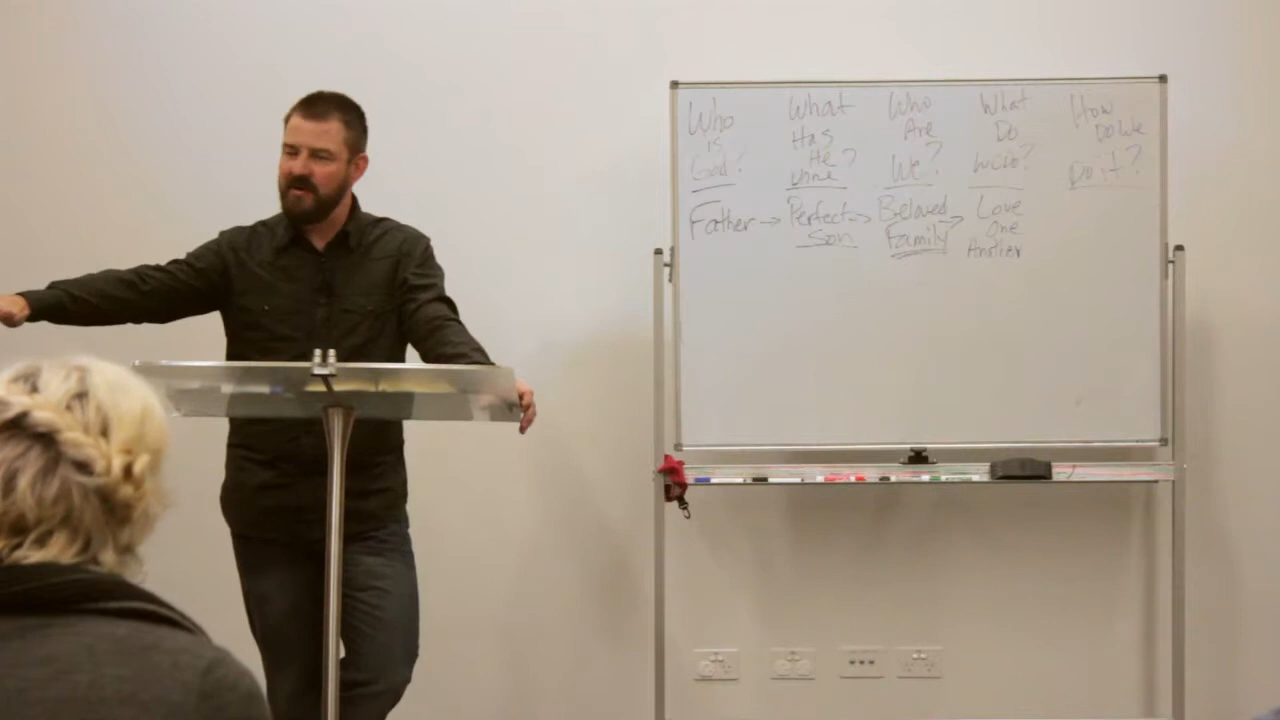 Who
is
God?
What
Has
He?
Done
Who
Are
We?
What
Do
We Do?
How
Do We
Do it?
Father → Perfect → Beloved → Love
Son Family One
Another